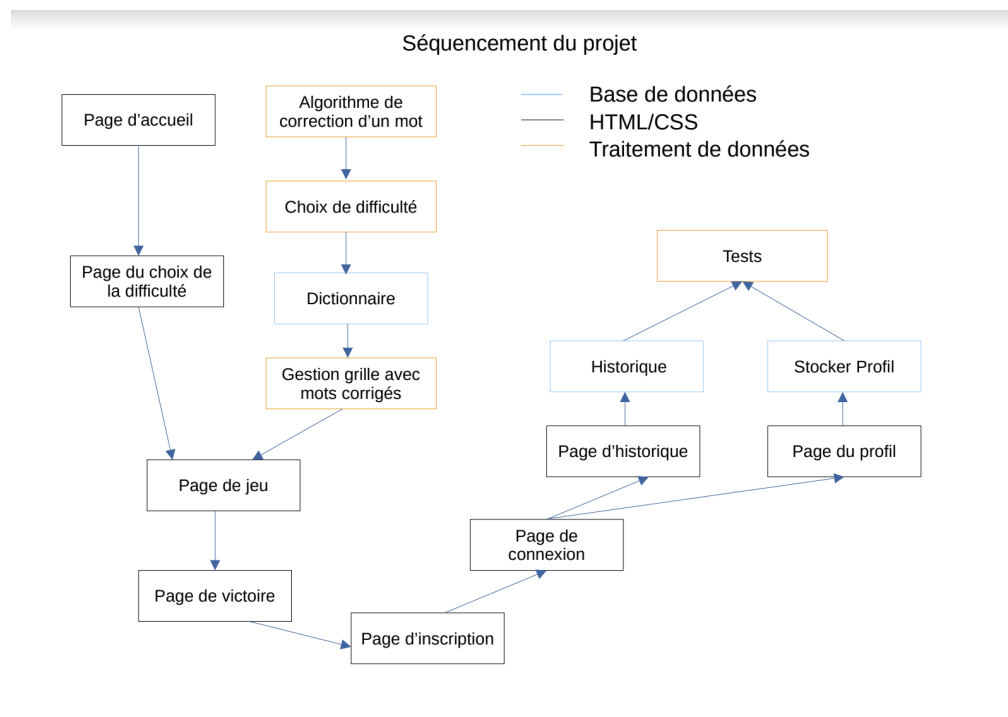 Séquencement du projet
Page d’accueil
Algorithme de
correction d’un mot
Base de données
HTML/CSS
Traitement de données
Choix de difficulté
Page du choix de
la difficulté
Dictionnaire
Tests
Gestion grille avec
mots corrigés
Historique
Stocker Profil
Page d’historique
Page du profil
Page de jeu
Page de
connexion
Page de victoire
Page d’inscription